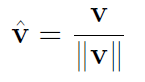 v̂ = v / ‖v‖